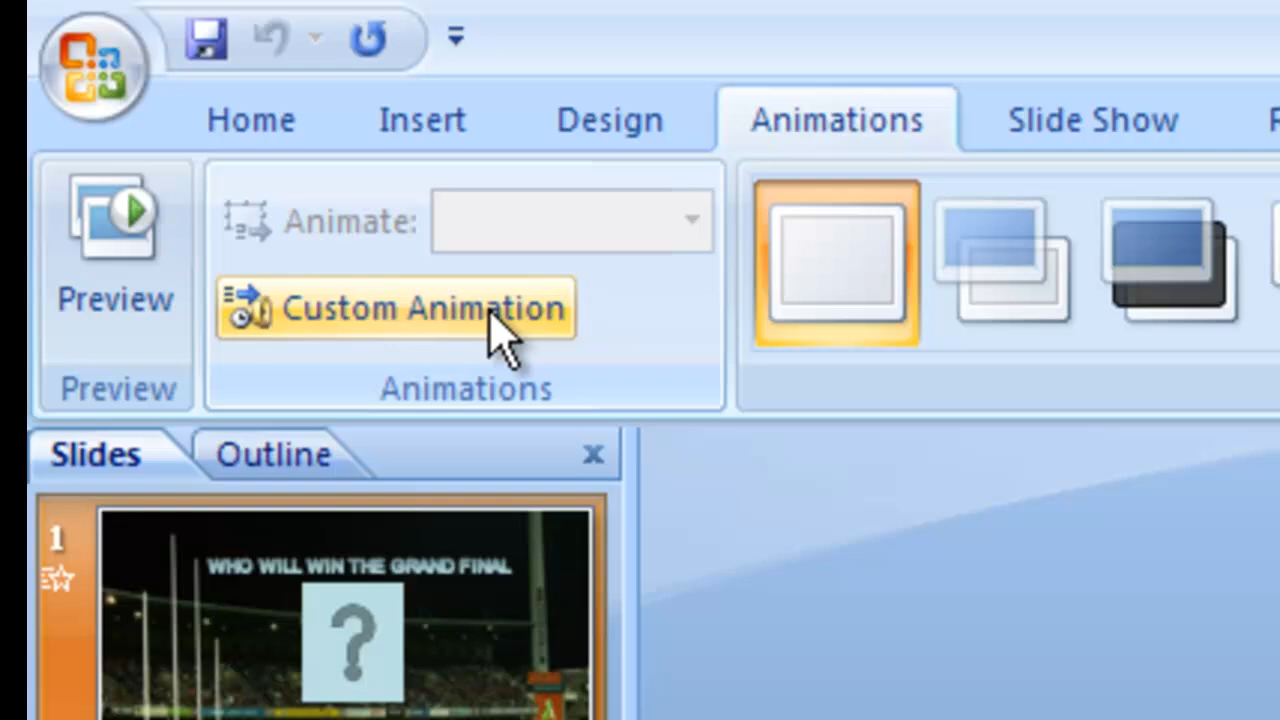 Home Insert Design Animations Slide Show
Animate:
Custom Animation
Preview
Preview Animations
Slides Outline x
1
WHO WILL WIN THE GRAND FINAL
?